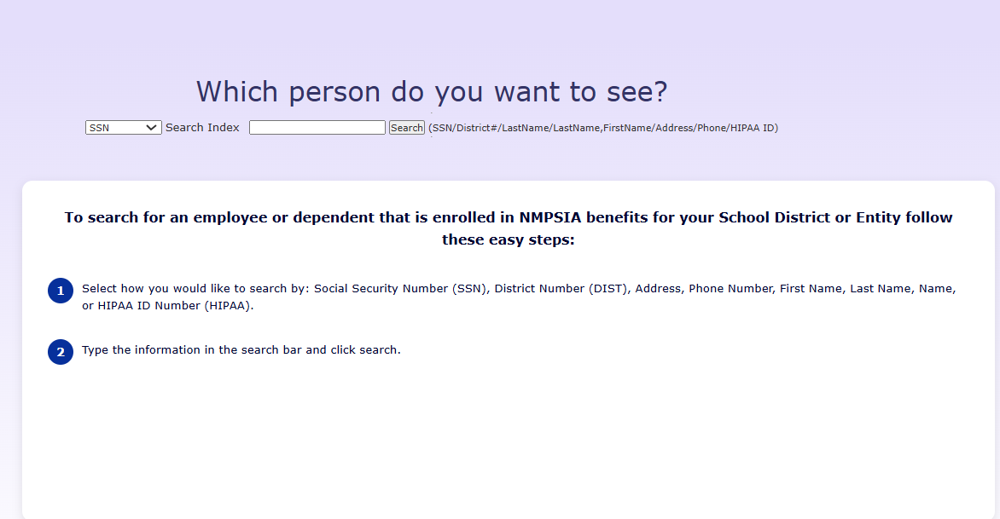 Which person do you want to see?
SSN Search Index Search (SSN/District#/LastName/LastName,FirstName/Address/Phone/HIPAA ID)
To search for an employee or dependent that is enrolled in NMPSIA benefits for your School District or Entity follow
these easy steps:
1 Select how you would like to search by: Social Security Number (SSN), District Number (DIST), Address, Phone Number, First Name, Last Name, Name,
or HIPAA ID Number (HIPAA).
2 Type the information in the search bar and click search.